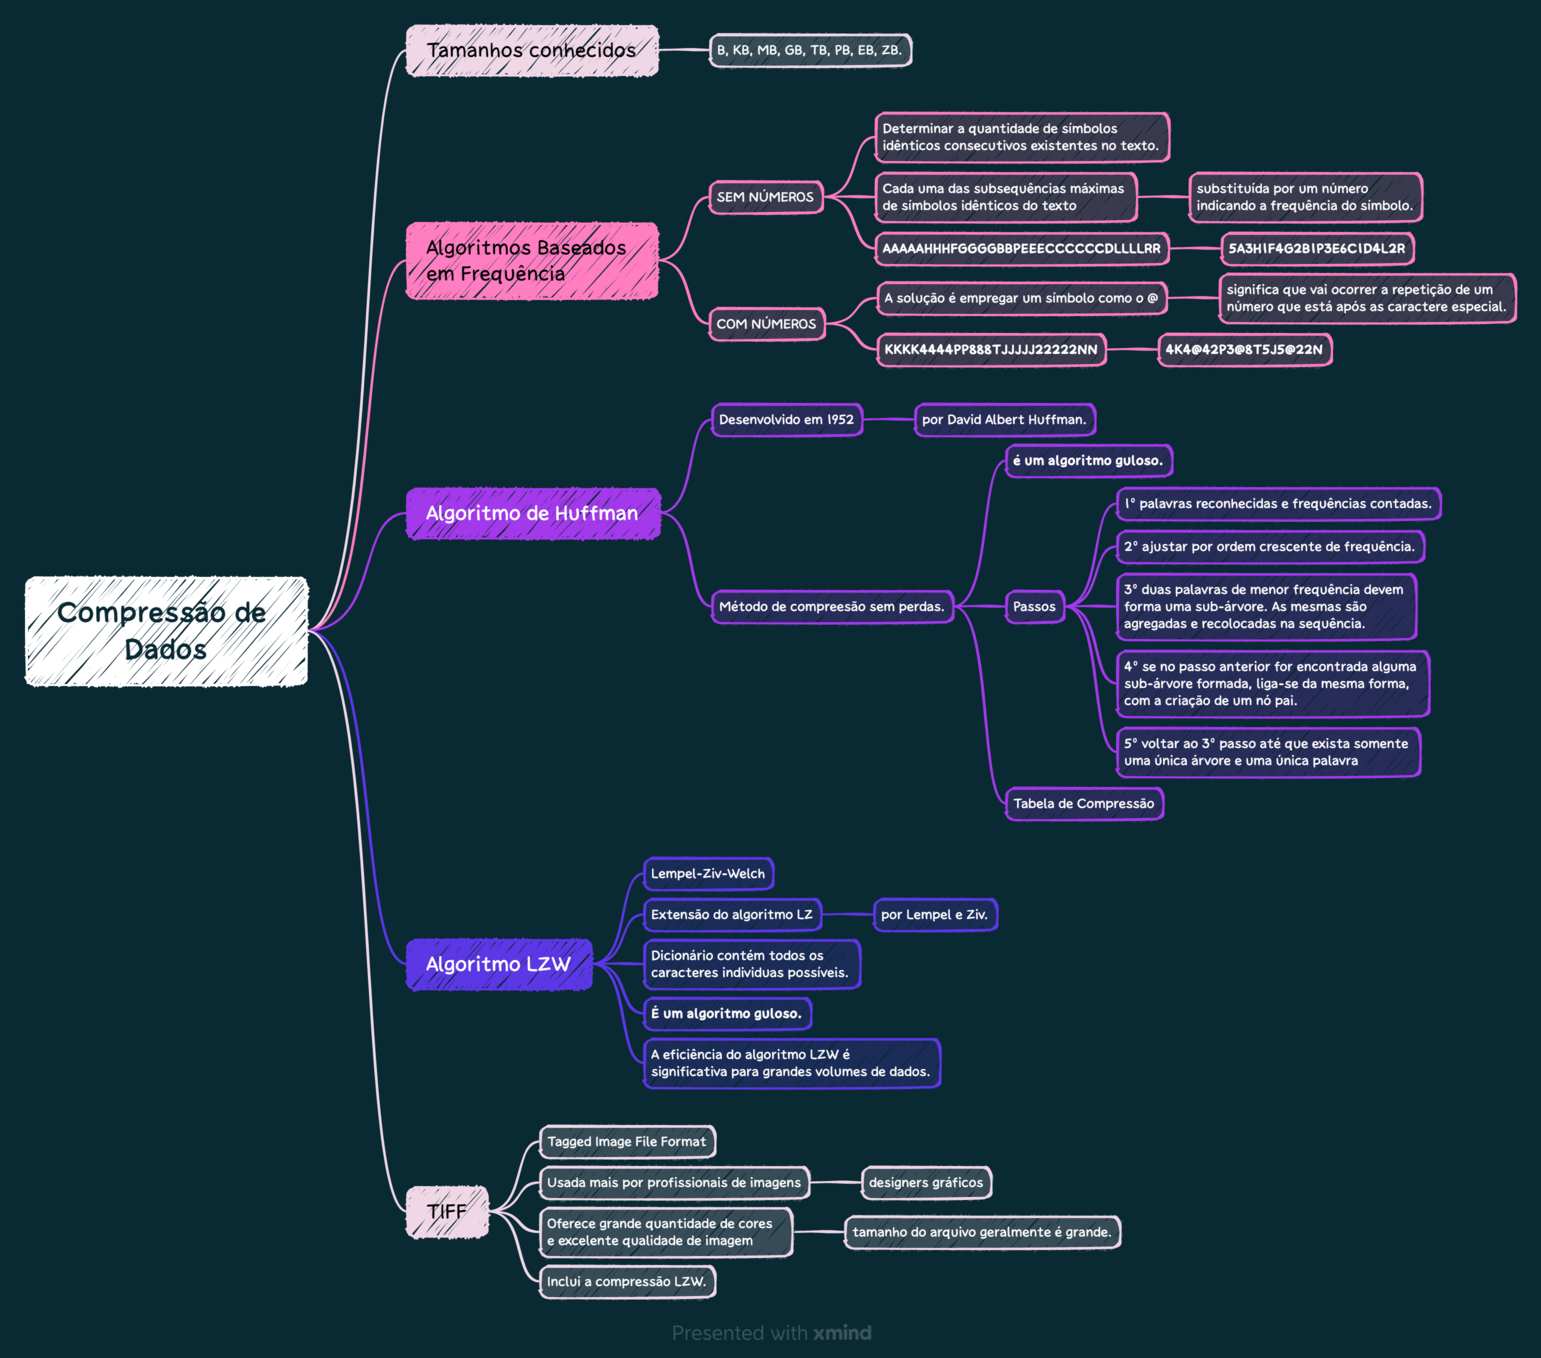 Tamanhos conhecidos
B, KB, MB, GB, TB, PB, EB, ZB.
Algoritmos Baseados
em Frequência
SEM NÚMEROS
Determinar a quantidade de símbolos
idênticos consecutivos existentes no texto.
Cada uma das subsequências máximas
de símbolos idênticos do texto
substituída por um número
indicando a frequência do símbolo.
AAAAAHHHFGGGGBBPEEECCCCCCDLLLLRR
5A3H1F4G2B1P3E6C1D4L2R
COM NÚMEROS
A solução é empregar um símbolo como o @
significa que vai ocorrer a repetição de um
número que está após as caractere especial.
KKKK4444PP888TJJJJJ22222NN
4K4@42P3@8T5J5@22N
Algoritmo de Huffman
Desenvolvido em 1952
por David Albert Huffman.
Método de compreesão sem perdas.
é um algoritmo guloso.
Passos
1° palavras reconhecidas e frequências contadas.
2° ajustar por ordem crescente de frequência.
3° duas palavras de menor frequência devem
forma uma sub-árvore. As mesmas são
agregadas e recolocadas na sequência.
4° se no passo anterior for encontrada alguma
sub-árvore formada, liga-se da mesma forma,
com a criação de um nó pai.
5° voltar ao 3° passo até que exista somente
uma única árvore e uma única palavra
Tabela de Compressão
Compressão de
Dados
Algoritmo LZW
Lempel-Ziv-Welch
Extensão do algoritmo LZ
por Lempel e Ziv.
Dicionário contém todos os
caracteres individuas possíveis.
É um algoritmo guloso.
A eficiência do algoritmo LZW é
significativa para grandes volumes de dados.
TIFF
Tagged Image File Format
Usada mais por profissionais de imagens
designers gráficos
Oferece grande quantidade de cores
e excelente qualidade de imagem
tamanho do arquivo geralmente é grande.
Inclui a compressão LZW.
Presented with xmind